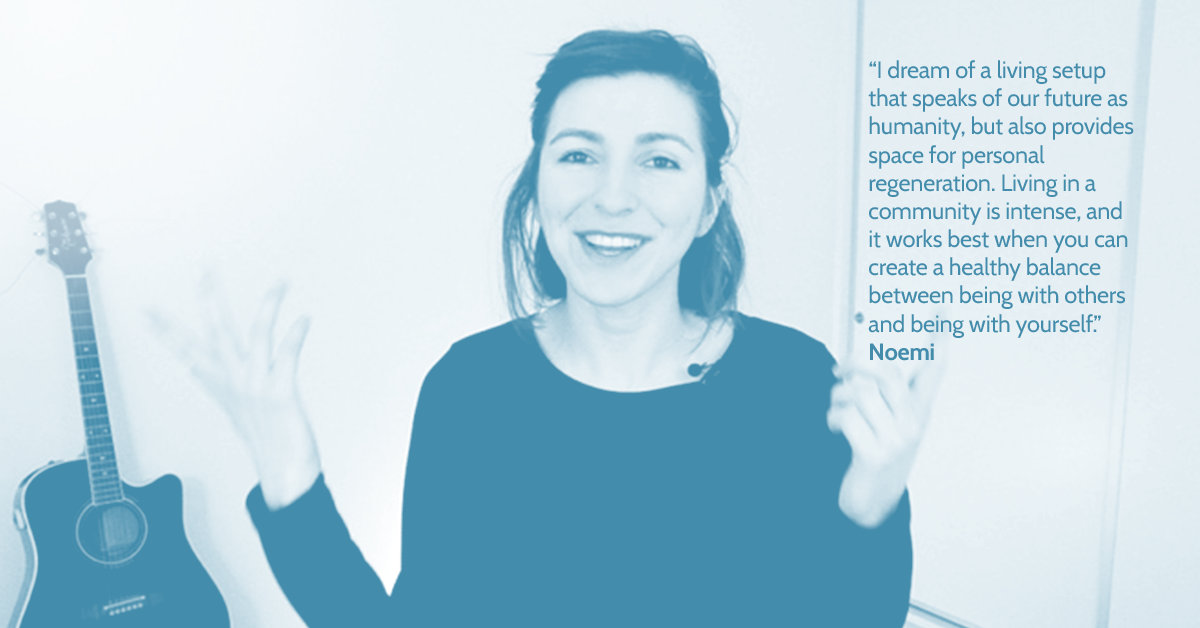 “I dream of a living setup
that speaks of our future as
humanity, but also provides
space for personal
regeneration. Living in a
community is intense, and
it works best when you can
create a healthy balance
between being with others
and being with yourself.”
Noemi